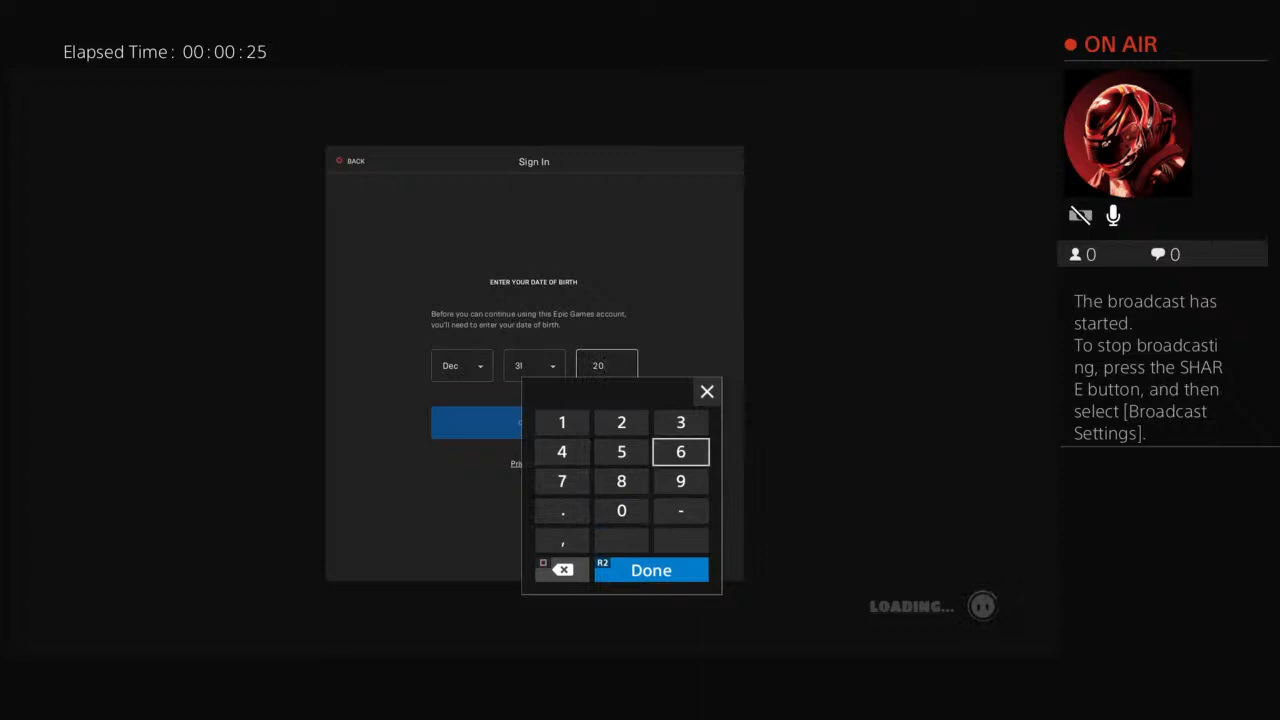 Elapsed Time: 00:00:25
ON AIR
BACK
Sign In
0
0
ENTER YOUR DATE OF BIRTH
Before you can continue using this Epic Games account,
you'll need to enter your date of birth.
Dec
31
20
1 2 3
4 5 6
7 8 9
. 0 -
,
R2
Done
LOADING...
The broadcast has
started.
To stop broadcasti
ng, press the SHAR
E button, and then
select [Broadcast
Settings].